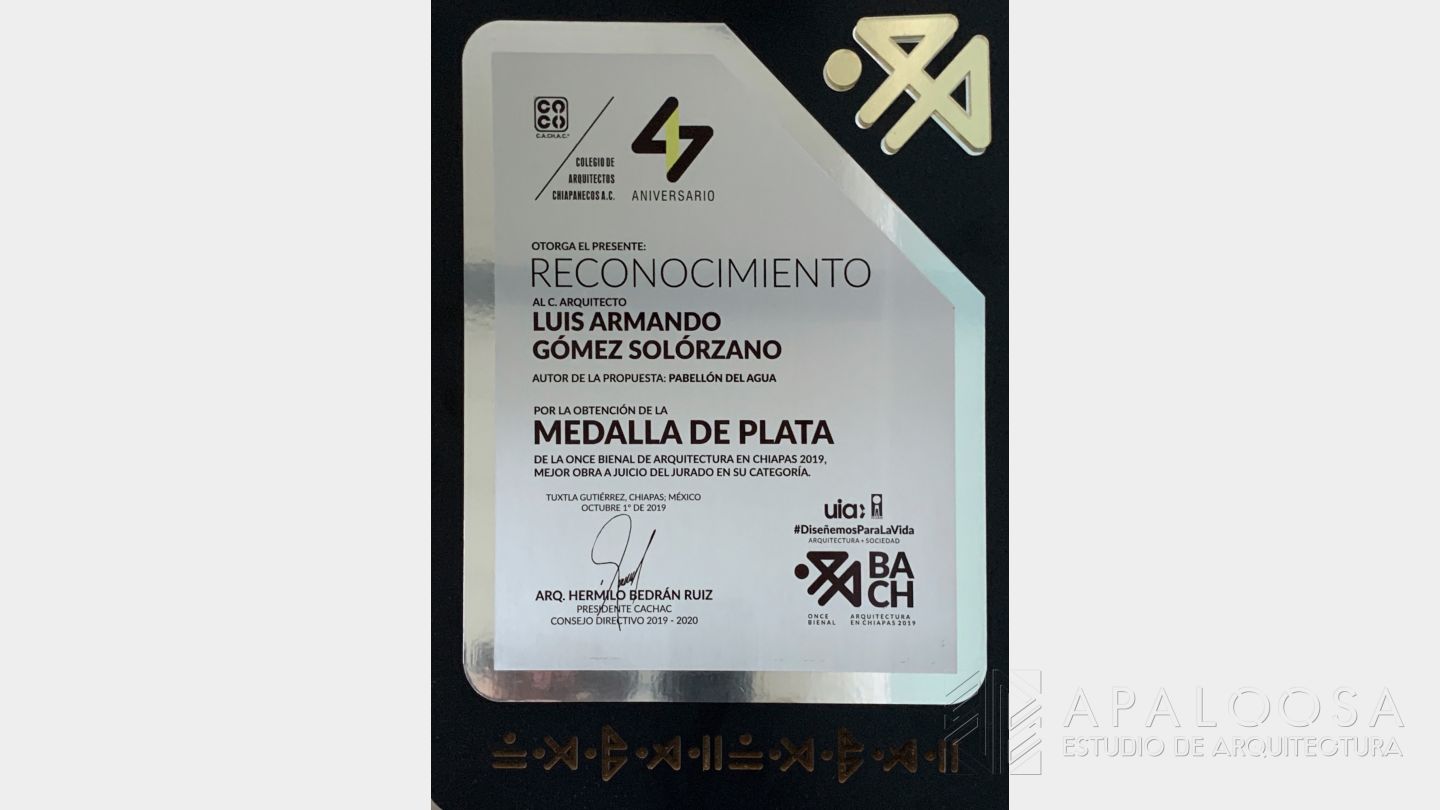 COCO
C.A.CH.A.C.
COLEGIO DE
ARQUITECTOS
CHIAPANECOS A.C.
47
ANIVERSARIO
OTORGA EL PRESENTE:
RECONOCIMIENTO
AL C. ARQUITECTO
LUIS ARMANDO
GÓMEZ SOLÓRZANO
AUTOR DE LA PROPUESTA: PABELLÓN DEL AGUA
POR LA OBTENCIÓN DE LA
MEDALLA DE PLATA
DE LA ONCE BIENAL DE ARQUITECTURA EN CHIAPAS 2019,
MEJOR OBRA A JUICIO DEL JURADO EN SU CATEGORÍA.
TUXTLA GUTIÉRREZ, CHIAPAS; MÉXICO
OCTUBRE 1º DE 2019
ARQ. HERMILO BEDRÁN RUIZ
PRESIDENTE CACHAC
CONSEJO DIRECTIVO 2019 - 2020
uia:
#DiseñemosParaLaVida
ARQUITECTURA + SOCIEDAD
BA
CH
ONCE BIENAL
ARQUITECTURA EN CHIAPAS 2019
APALOOSA
ESTUDIO DE ARQUITECTURA